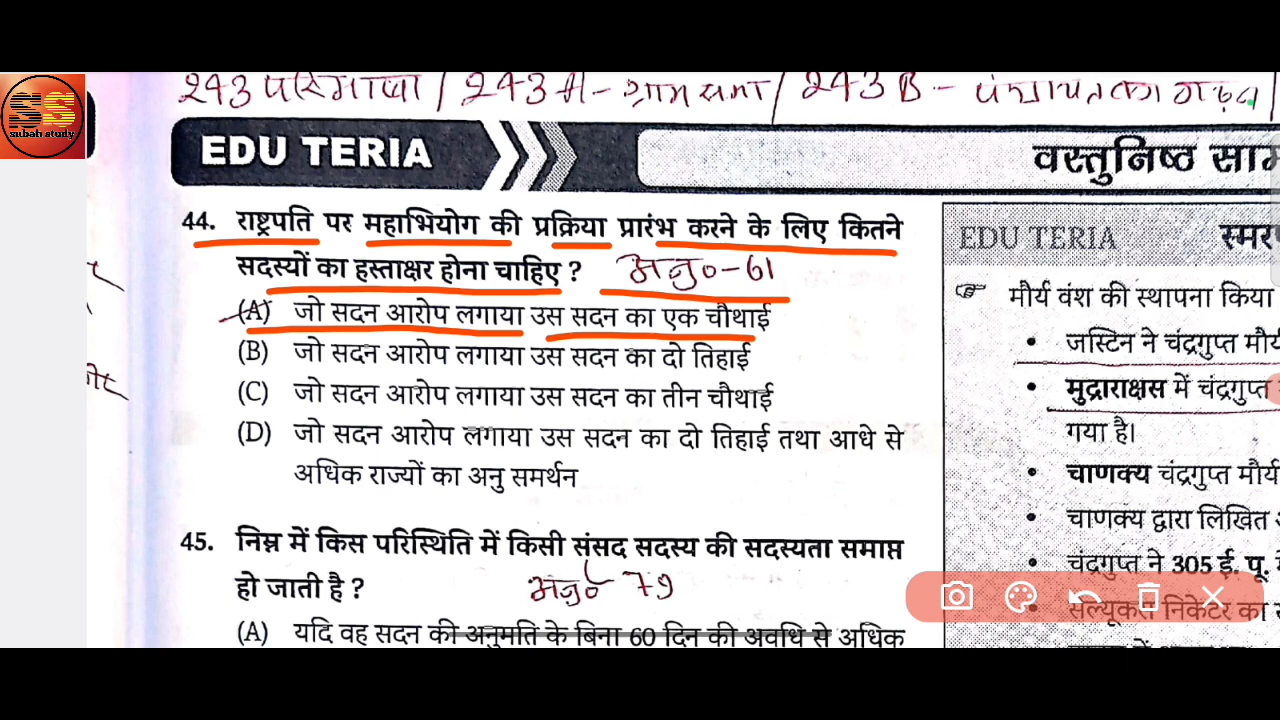 243 परिभाषा / 243 A - ग्राम सभा / 243 B - पंचायत का गठन /
SS
subah study
EDU TERIA
वस्तुनिष्ठ साम
44. राष्ट्रपति पर महाभियोग की प्रक्रिया प्रारंभ करने के लिए कितने
सदस्यों का हस्ताक्षर होना चाहिए ? अनु०-61
(A) जो सदन आरोप लगाया उस सदन का एक चौथाई
(B) जो सदन आरोप लगाया उस सदन का दो तिहाई
(C) जो सदन आरोप लगाया उस सदन का तीन चौथाई
(D) जो सदन आरोप लगाया उस सदन का दो तिहाई तथा आधे से
अधिक राज्यों का अनु समर्थन
45. निम्न में किस परिस्थिति में किसी संसद सदस्य की सदस्यता समाप्त
हो जाती है ? अनु० 79
(A) यदि वह सदन की अनुमति के बिना 60 दिन की अवधि से अधिक
EDU TERIA
मौर्य वंश की स्थापना किया
• जस्टिन ने चंद्रगुप्त मौर्य
• मुद्राराक्षस में चंद्रगुप्त
गया है।
• चाणक्य चंद्रगुप्त मौर्य
• चाणक्य द्वारा लिखित
• चंद्रगुप्त ने 305 ई. पू. में
• सेल्यूकस निकेटर का